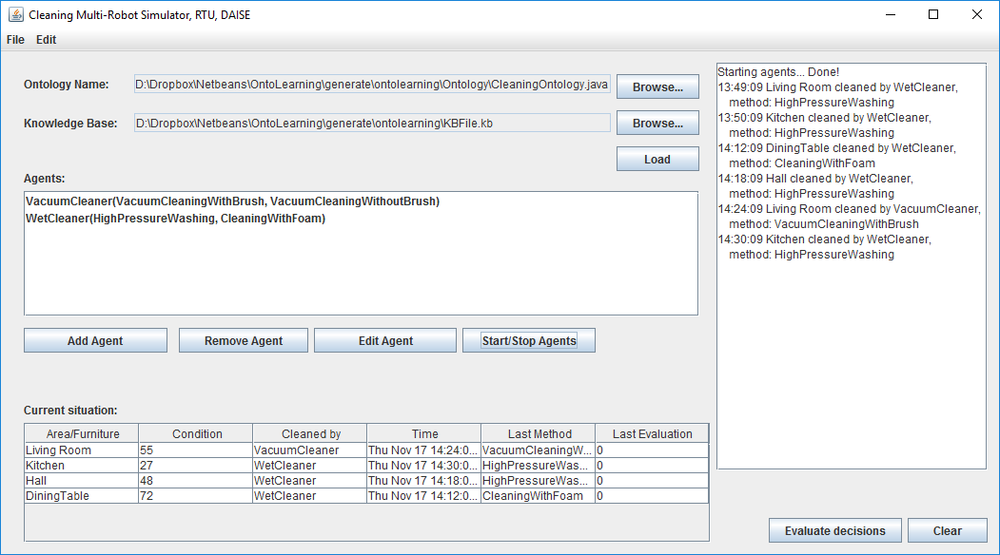 Cleaning Multi-Robot Simulator, RTU, DAISE
File Edit
Ontology Name: D:\Dropbox\Netbeans\OntoLearning\generate\ontolearning\Ontology\CleaningOntology.java Browse...
Knowledge Base: D:\Dropbox\Netbeans\OntoLearning\generate\ontolearning\KBFile.kb Browse...
Load
Agents:
VacuumCleaner(VacuumCleaningWithBrush, VacuumCleaningWithoutBrush)
WetCleaner(HighPressureWashing, CleaningWithFoam)
Add Agent Remove Agent Edit Agent Start/Stop Agents
Current situation:
Area/Furniture Condition Cleaned by Time Last Method Last Evaluation
Living Room 55 VacuumCleaner Thu Nov 17 14:24:0... VacuumCleaningW... 0
Kitchen 27 WetCleaner Thu Nov 17 14:30:0... HighPressureWas... 0
Hall 48 WetCleaner Thu Nov 17 14:18:0... HighPressureWas... 0
DiningTable 72 WetCleaner Thu Nov 17 14:12:0... CleaningWithFoam 0
Starting agents... Done!
13:49:09 Living Room cleaned by WetCleaner,
method: HighPressureWashing
13:50:09 Kitchen cleaned by WetCleaner,
method: HighPressureWashing
14:12:09 DiningTable cleaned by WetCleaner,
method: CleaningWithFoam
14:18:09 Hall cleaned by WetCleaner,
method: HighPressureWashing
14:24:09 Living Room cleaned by VacuumCleaner,
method: VacuumCleaningWithBrush
14:30:09 Kitchen cleaned by WetCleaner,
method: HighPressureWashing
Evaluate decisions Clear